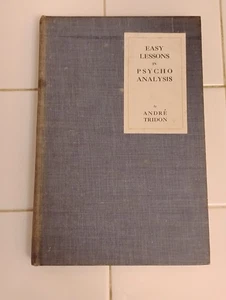 EASY
LESSONS
IN
PSYCHO
ANALYSIS
by
ANDRÉ
TRIDON